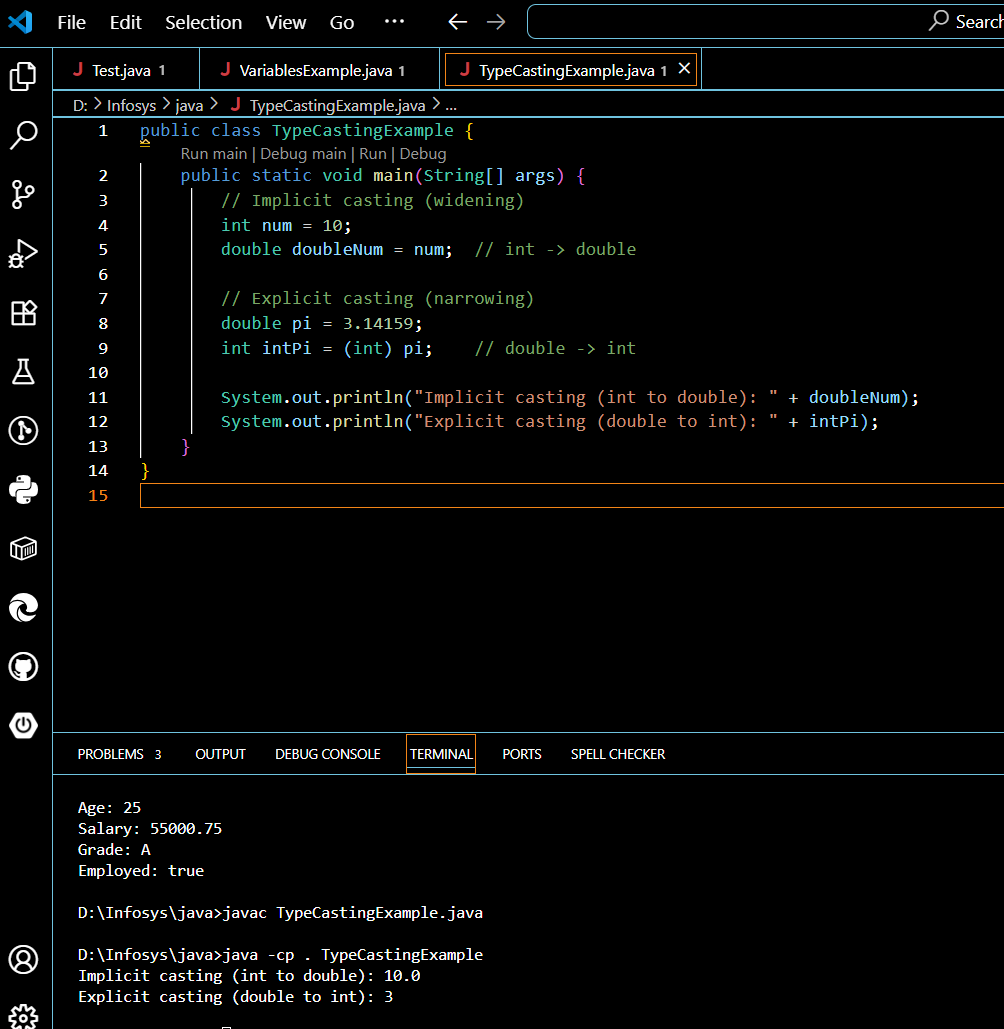 File Edit Selection View Go ··· Search
J Test.java 1 J VariablesExample.java 1 J TypeCastingExample.java 1 ×
D: > Infosys > java > J TypeCastingExample.java > ...
1 public class TypeCastingExample {
Run main | Debug main | Run | Debug
2 public static void main(String[] args) {
3 // Implicit casting (widening)
4 int num = 10;
5 double doubleNum = num; // int -> double
6
7 // Explicit casting (narrowing)
8 double pi = 3.14159;
9 int intPi = (int) pi; // double -> int
10
11 System.out.println("Implicit casting (int to double): " + doubleNum);
12 System.out.println("Explicit casting (double to int): " + intPi);
13 }
14 }
15
PROBLEMS 3 OUTPUT DEBUG CONSOLE TERMINAL PORTS SPELL CHECKER
Age: 25
Salary: 55000.75
Grade: A
Employed: true
D:\Infosys\java>javac TypeCastingExample.java
D:\Infosys\java>java -cp . TypeCastingExample
Implicit casting (int to double): 10.0
Explicit casting (double to int): 3